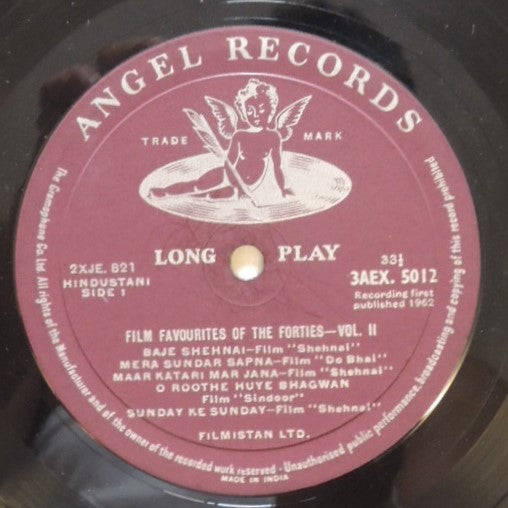 ANGEL RECORDS
TRADE MARK
LONG PLAY
2XJE. 821
HINDUSTANI
SIDE 1
33⅓
3AEX. 5012
Recording first
published 1962
FILM FAVOURITES OF THE FORTIES—VOL. II
BAJE SHEHNAI—Film "Shehnai"
MERA SUNDAR SAPNA—Film "Do Bhai"
MAAR KATARI MAR JANA—Film "Shehnai"
O ROOTHE HUYE BHAGWAN
Film "Sindoor"
SUNDAY KE SUNDAY—Film "Shehnai"
FILMISTAN LTD.
The Gramophone Co. Ltd. All rights of the Manufacturer and of the owner of the recorded work reserved - Unauthorised public performance, broadcasting and copying of this record prohibited
MADE IN INDIA